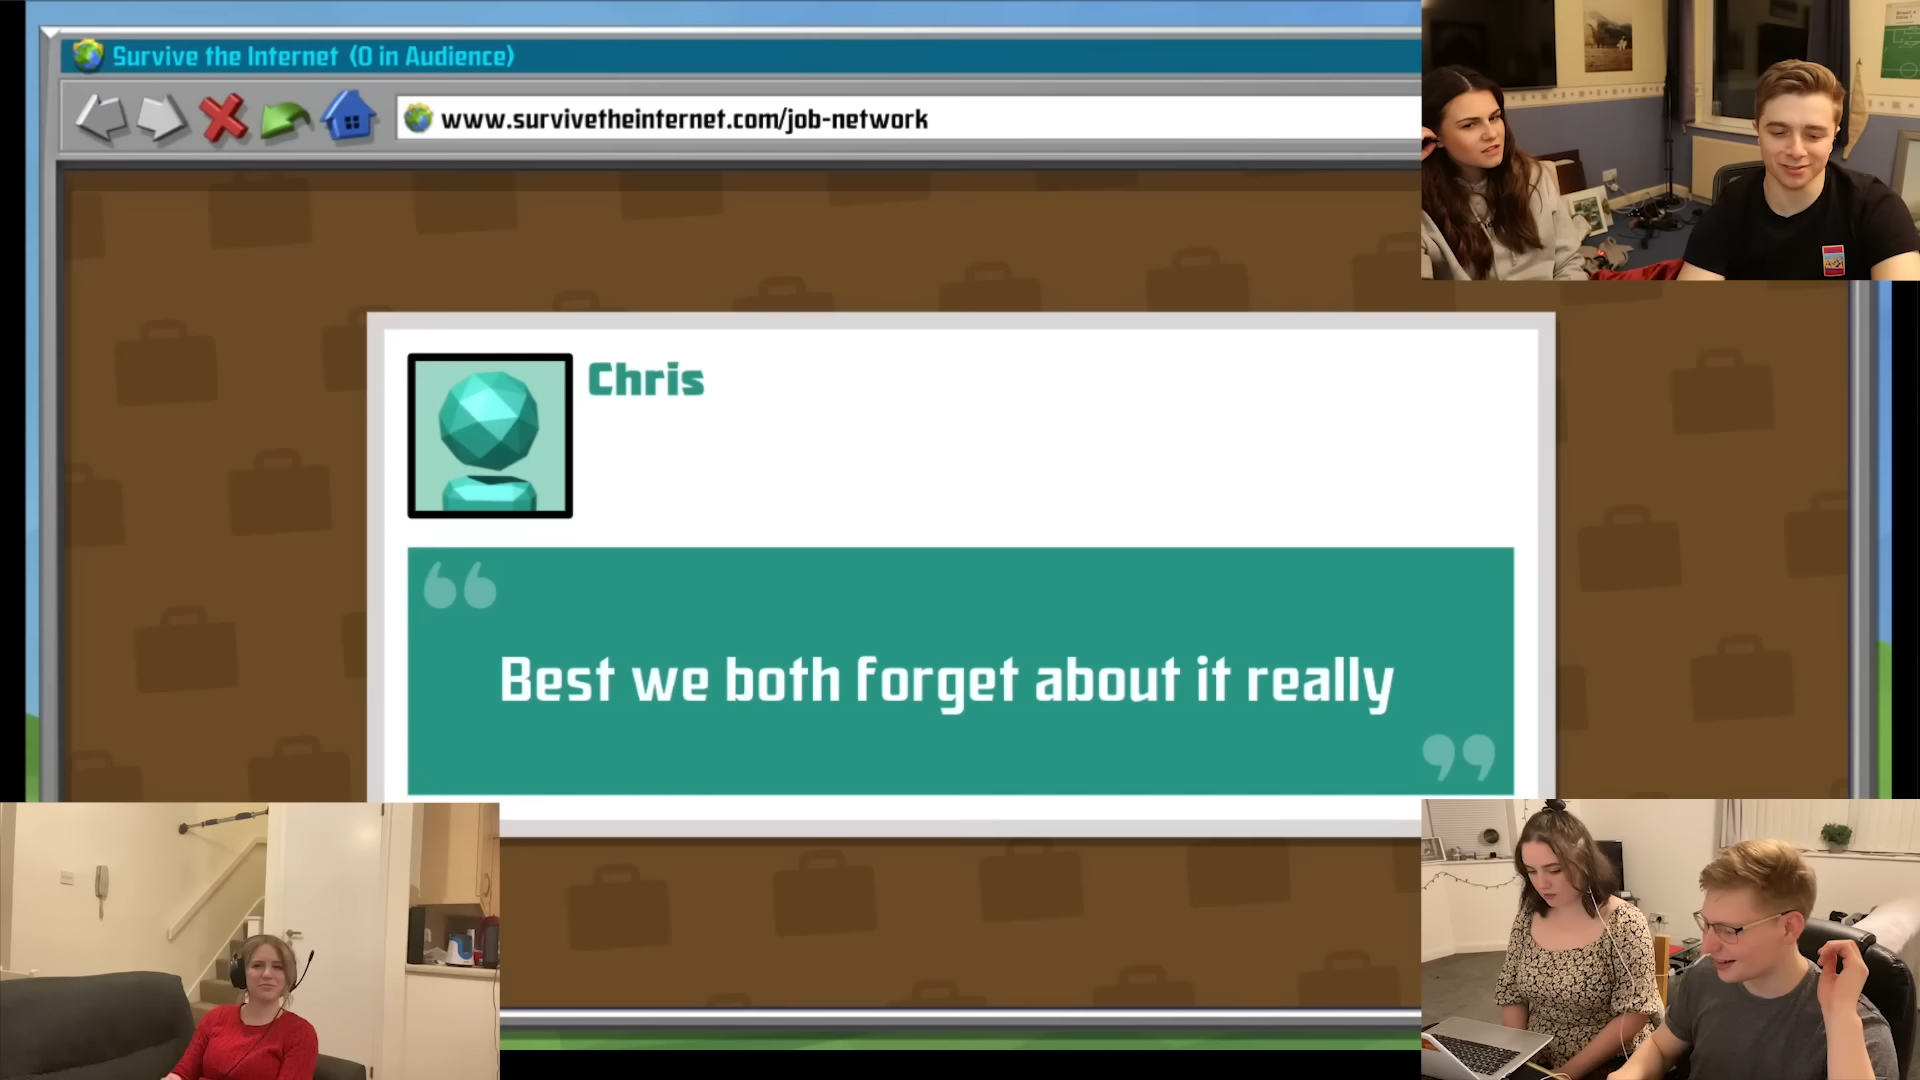 Survive the Internet (0 in Audience)
www.survivetheinternet.com/job-network
Chris
Best we both forget about it really